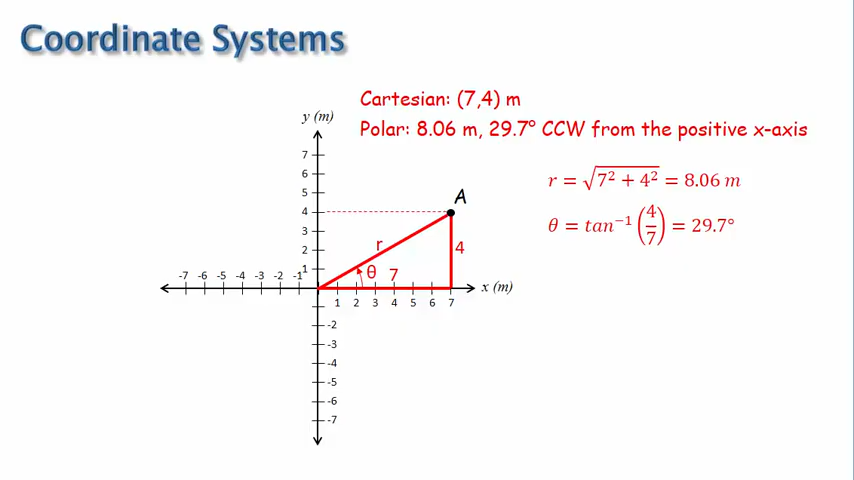 Coordinate Systems
Cartesian: (7,4) m
Polar: 8.06 m, 29.7° CCW from the positive x-axis
y (m)
r = √7² + 4² = 8.06 m
θ = tan⁻¹ (4/7) = 29.7°
7
6
5
4
3
2
1
A
r
θ
7
4
-7 -6 -5 -4 -3 -2 -1
x (m)
1 2 3 4 5 6 7
-2
-3
-4
-5
-6
-7